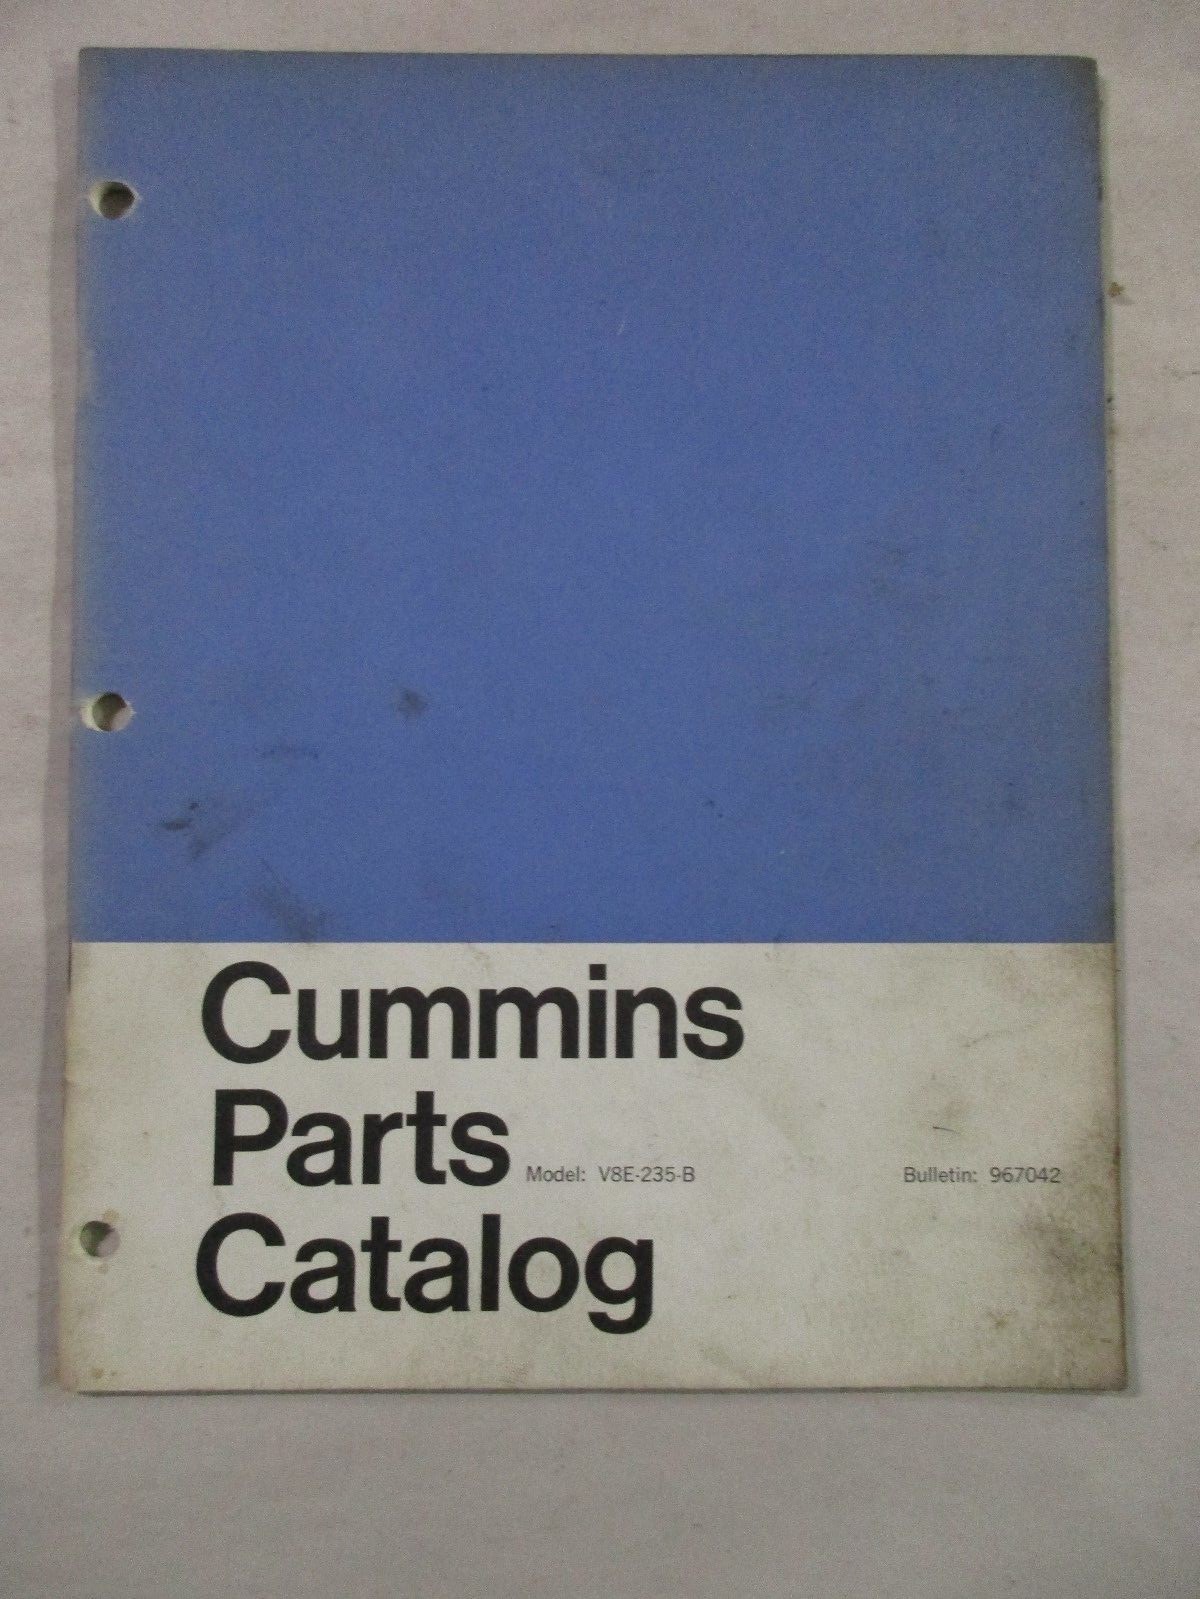 Cummins
Parts
Model: V8E-235-B
Bulletin: 967042
Catalog